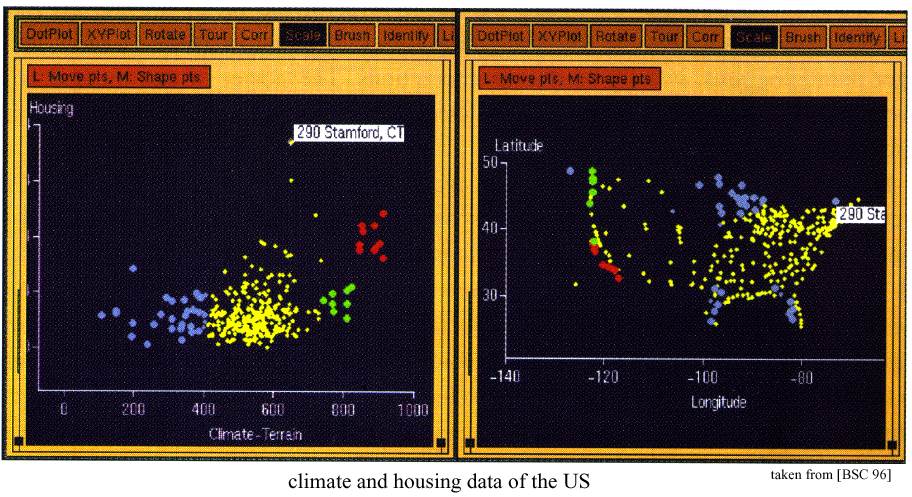 DotPlot XYPlot Rotate Tour Corr Scale Brush Identify
L: Move pts, M: Shape pts
Housing
290 Stamford, CT
0 200 400 600 800 1000
Climate-Terrain
DotPlot XYPlot Rotate Tour Corr Scale Brush Identify
L: Move pts, M: Shape pts
Latitude
50
290 Sta
40
30
-140 -120 -100 -80
Longitude
climate and housing data of the US
taken from [BSC 96]